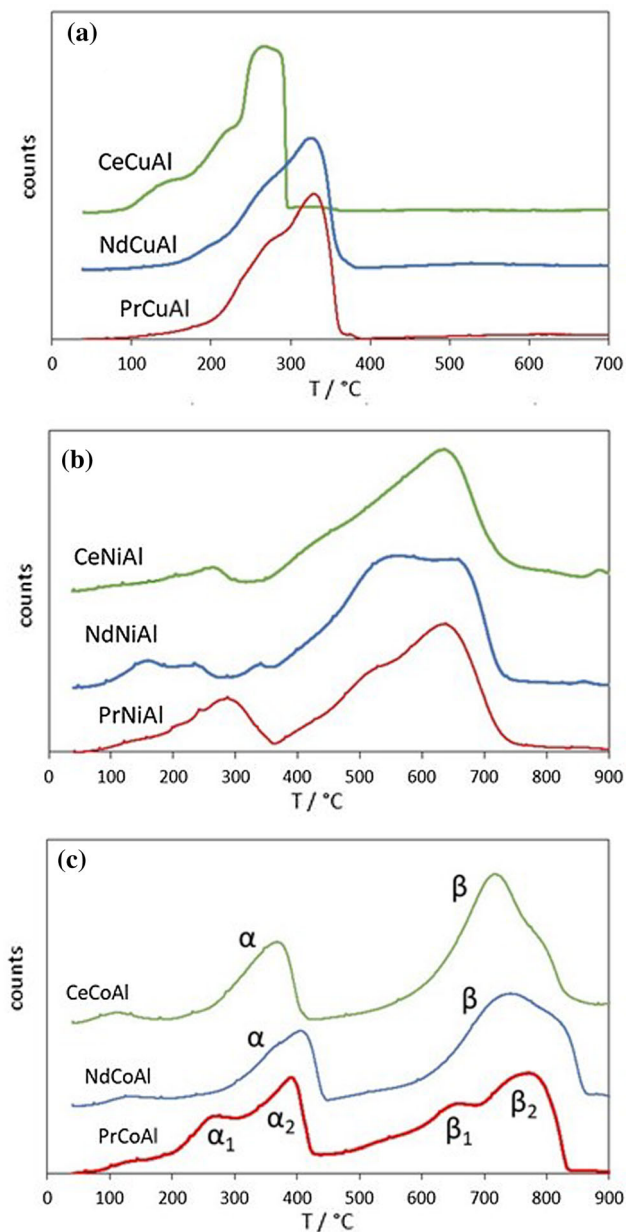 (a)
CeCuAl
NdCuAl
PrCuAl
counts
0 100 200 300 400 500 600 700
T / °C
(b)
CeNiAl
NdNiAl
PrNiAl
counts
0 100 200 300 400 500 600 700 800 900
T / °C
(c)
β
α
CeCoAl
β
α
NdCoAl
PrCoAl
α₁ α₂ β₁ β₂
counts
0 100 200 300 400 500 600 700 800 900
T / °C